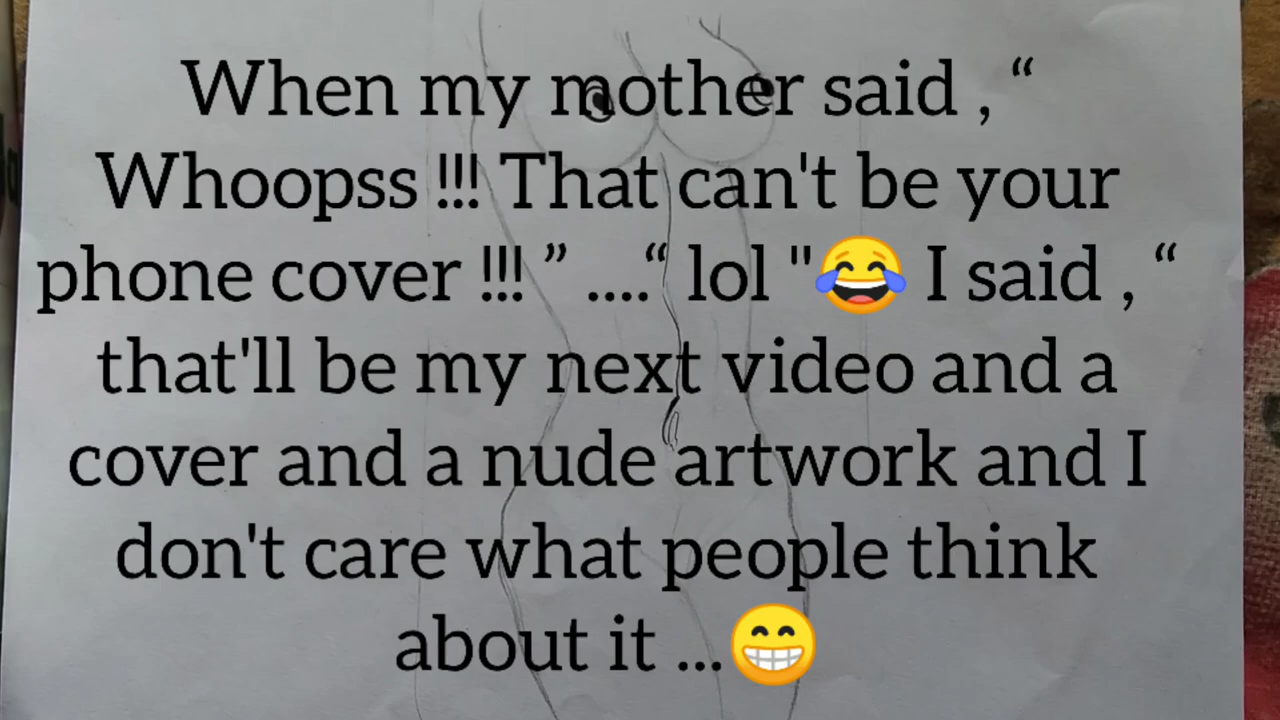 When my mother said , “
Whoopss !!! That can't be your
phone cover !!! ” ....“ lol "😂 I said , “
that'll be my next video and a
cover and a nude artwork and I
don't care what people think
about it ...😁